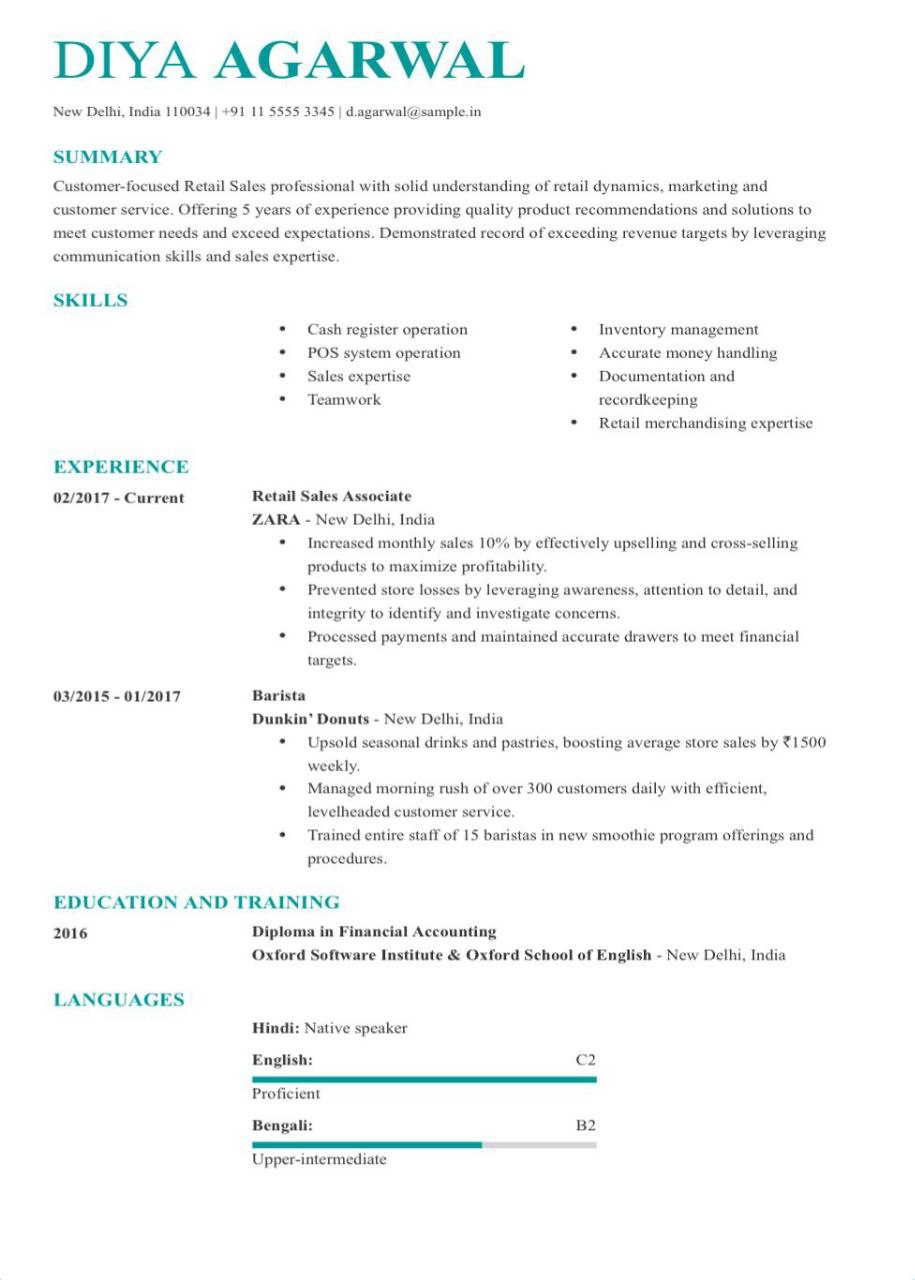 DIYA AGARWAL
New Delhi, India 110034 | +91 11 5555 3345 | d.agarwal@sample.in
SUMMARY
Customer-focused Retail Sales professional with solid understanding of retail dynamics, marketing and
customer service. Offering 5 years of experience providing quality product recommendations and solutions to
meet customer needs and exceed expectations. Demonstrated record of exceeding revenue targets by leveraging
communication skills and sales expertise.
SKILLS
• Cash register operation
• POS system operation
• Sales expertise
• Teamwork
• Inventory management
• Accurate money handling
• Documentation and
recordkeeping
• Retail merchandising expertise
EXPERIENCE
02/2017 - Current
Retail Sales Associate
ZARA - New Delhi, India
• Increased monthly sales 10% by effectively upselling and cross-selling
products to maximize profitability.
• Prevented store losses by leveraging awareness, attention to detail, and
integrity to identify and investigate concerns.
• Processed payments and maintained accurate drawers to meet financial
targets.
03/2015 - 01/2017
Barista
Dunkin’ Donuts - New Delhi, India
• Upsold seasonal drinks and pastries, boosting average store sales by ₹1500
weekly.
• Managed morning rush of over 300 customers daily with efficient,
levelheaded customer service.
• Trained entire staff of 15 baristas in new smoothie program offerings and
procedures.
EDUCATION AND TRAINING
2016
Diploma in Financial Accounting
Oxford Software Institute & Oxford School of English - New Delhi, India
LANGUAGES
Hindi: Native speaker
English: C2
Proficient
Bengali: B2
Upper-intermediate